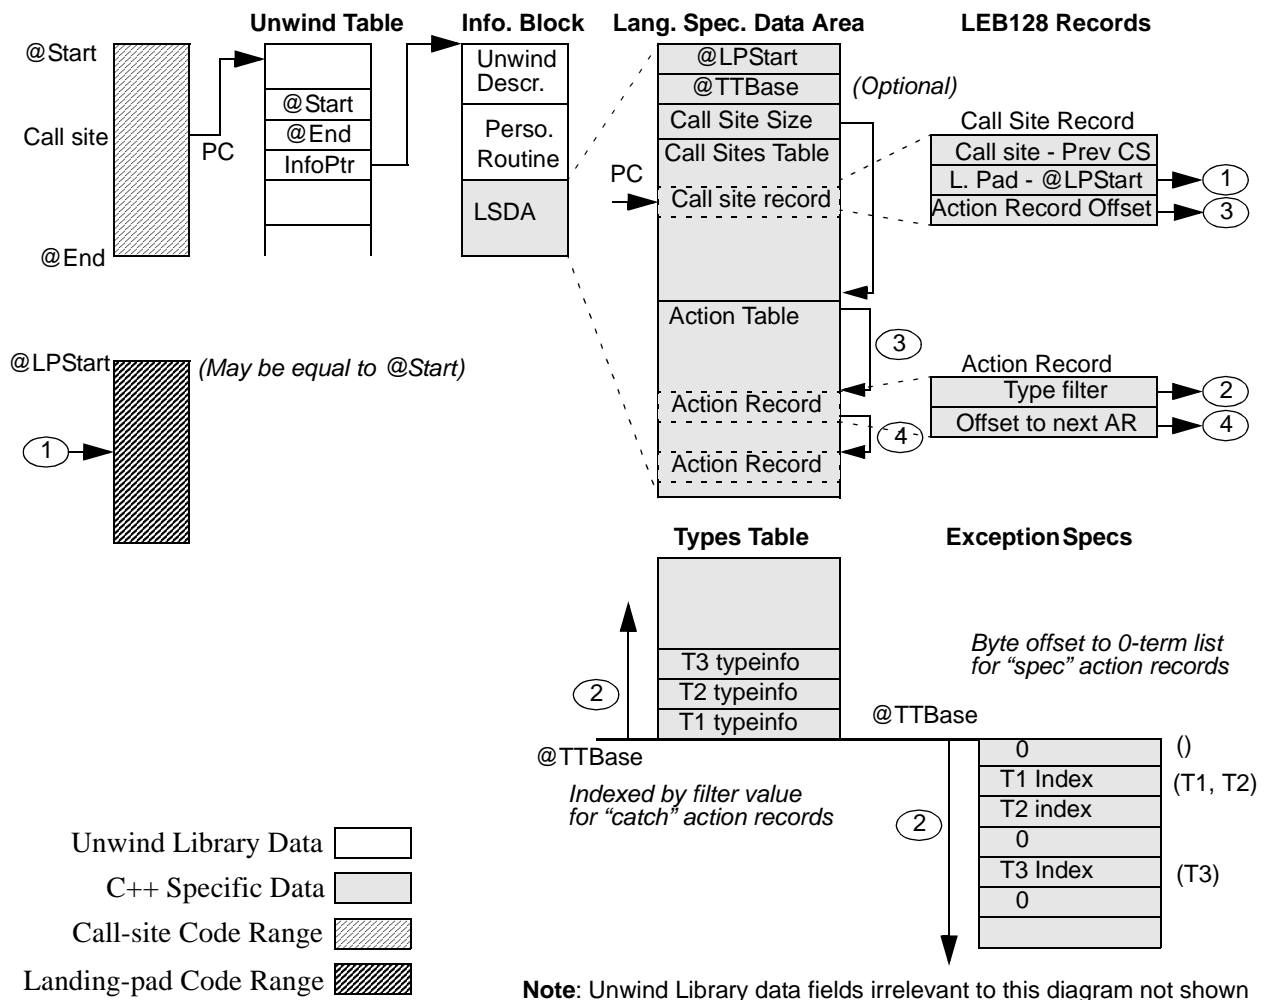 Unwind Table
Info. Block
Lang. Spec. Data Area
LEB128 Records
@Start
Call site
@End
PC
@Start
@End
InfoPtr
Unwind
Descr.
Perso.
Routine
LSDA
@LPStart
@TTBase
(Optional)
Call Site Size
Call Sites Table
PC
Call site record
Call Site Record
Call site - Prev CS
L. Pad - @LPStart
1
Action Record Offset
3
Action Table
3
Action Record
4
Action Record
Action Record
Type filter
2
Offset to next AR
4
@LPStart
(May be equal to @Start)
1
Types Table
Exception Specs
T3 typeinfo
T2 typeinfo
T1 typeinfo
2
@TTBase
Indexed by filter value
for “catch” action records
Byte offset to 0-term list
for “spec” action records
@TTBase
2
0
()
T1 Index
(T1, T2)
T2 index
0
T3 Index
(T3)
0
Unwind Library Data
C++ Specific Data
Call-site Code Range
Landing-pad Code Range
Note: Unwind Library data fields irrelevant to this diagram not shown